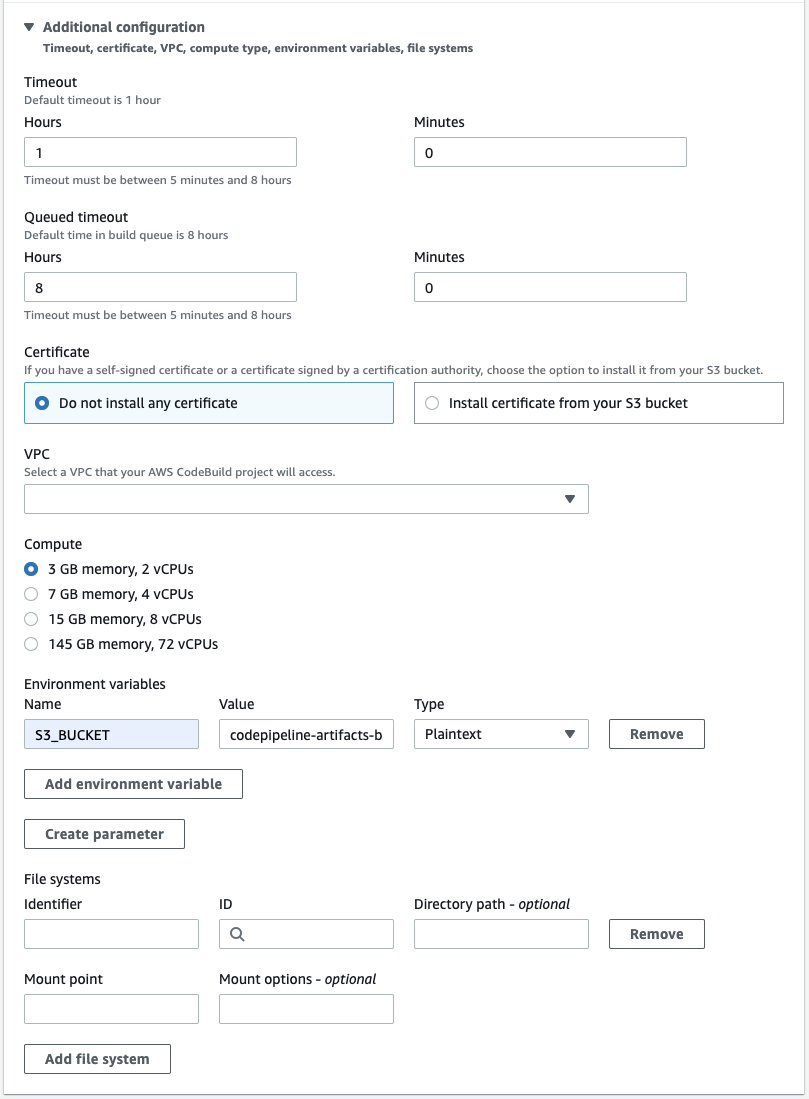 Additional configuration
Timeout, certificate, VPC, compute type, environment variables, file systems
Timeout
Default timeout is 1 hour
Hours Minutes
1 0
Timeout must be between 5 minutes and 8 hours
Queued timeout
Default time in build queue is 8 hours
Hours Minutes
8 0
Timeout must be between 5 minutes and 8 hours
Certificate
If you have a self-signed certificate or a certificate signed by a certification authority, choose the option to install it from your S3 bucket.
Do not install any certificate Install certificate from your S3 bucket
VPC
Select a VPC that your AWS CodeBuild project will access.
Compute
3 GB memory, 2 vCPUs
7 GB memory, 4 vCPUs
15 GB memory, 8 vCPUs
145 GB memory, 72 vCPUs
Environment variables
Name Value Type
S3_BUCKET codepipeline-artifacts-b Plaintext Remove
Add environment variable
Create parameter
File systems
Identifier ID Directory path - optional
Remove
Mount point Mount options - optional
Add file system